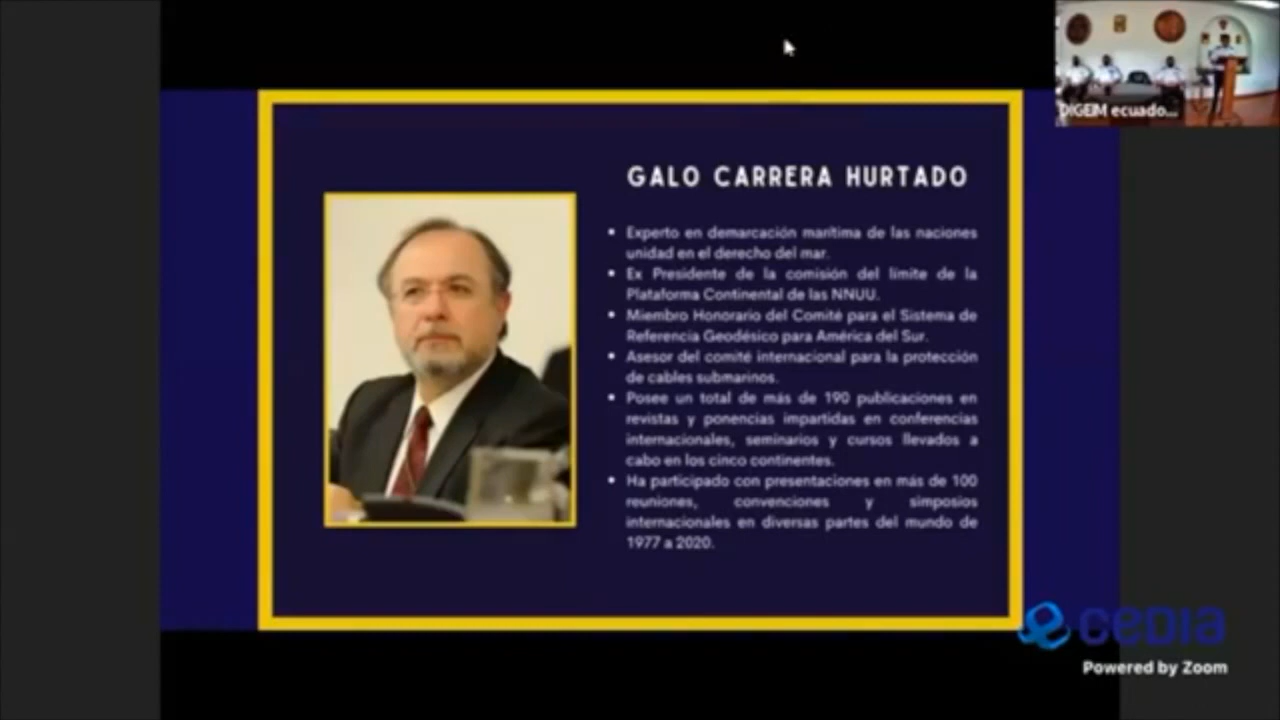 GALO CARRERA HURTADO
• Experto en demarcación marítima de las naciones
unidad en el derecho del mar.
• Ex Presidente de la comisión del límite de la
Plataforma Continental de las NNUU.
• Miembro Honorario del Comité para el Sistema de
Referencia Geodésico para América del Sur.
• Asesor del comité internacional para la protección
de cables submarinos.
• Posee un total de más de 190 publicaciones en
revistas y ponencias impartidas en conferencias
internacionales, seminarios y cursos llevados a
cabo en los cinco continentes.
• Ha participado con presentaciones en más de 100
reuniones, convenciones y simposios
internacionales en diversas partes del mundo de
1977 a 2020.
DIGEIM ecuado...
cedia
Powered by Zoom